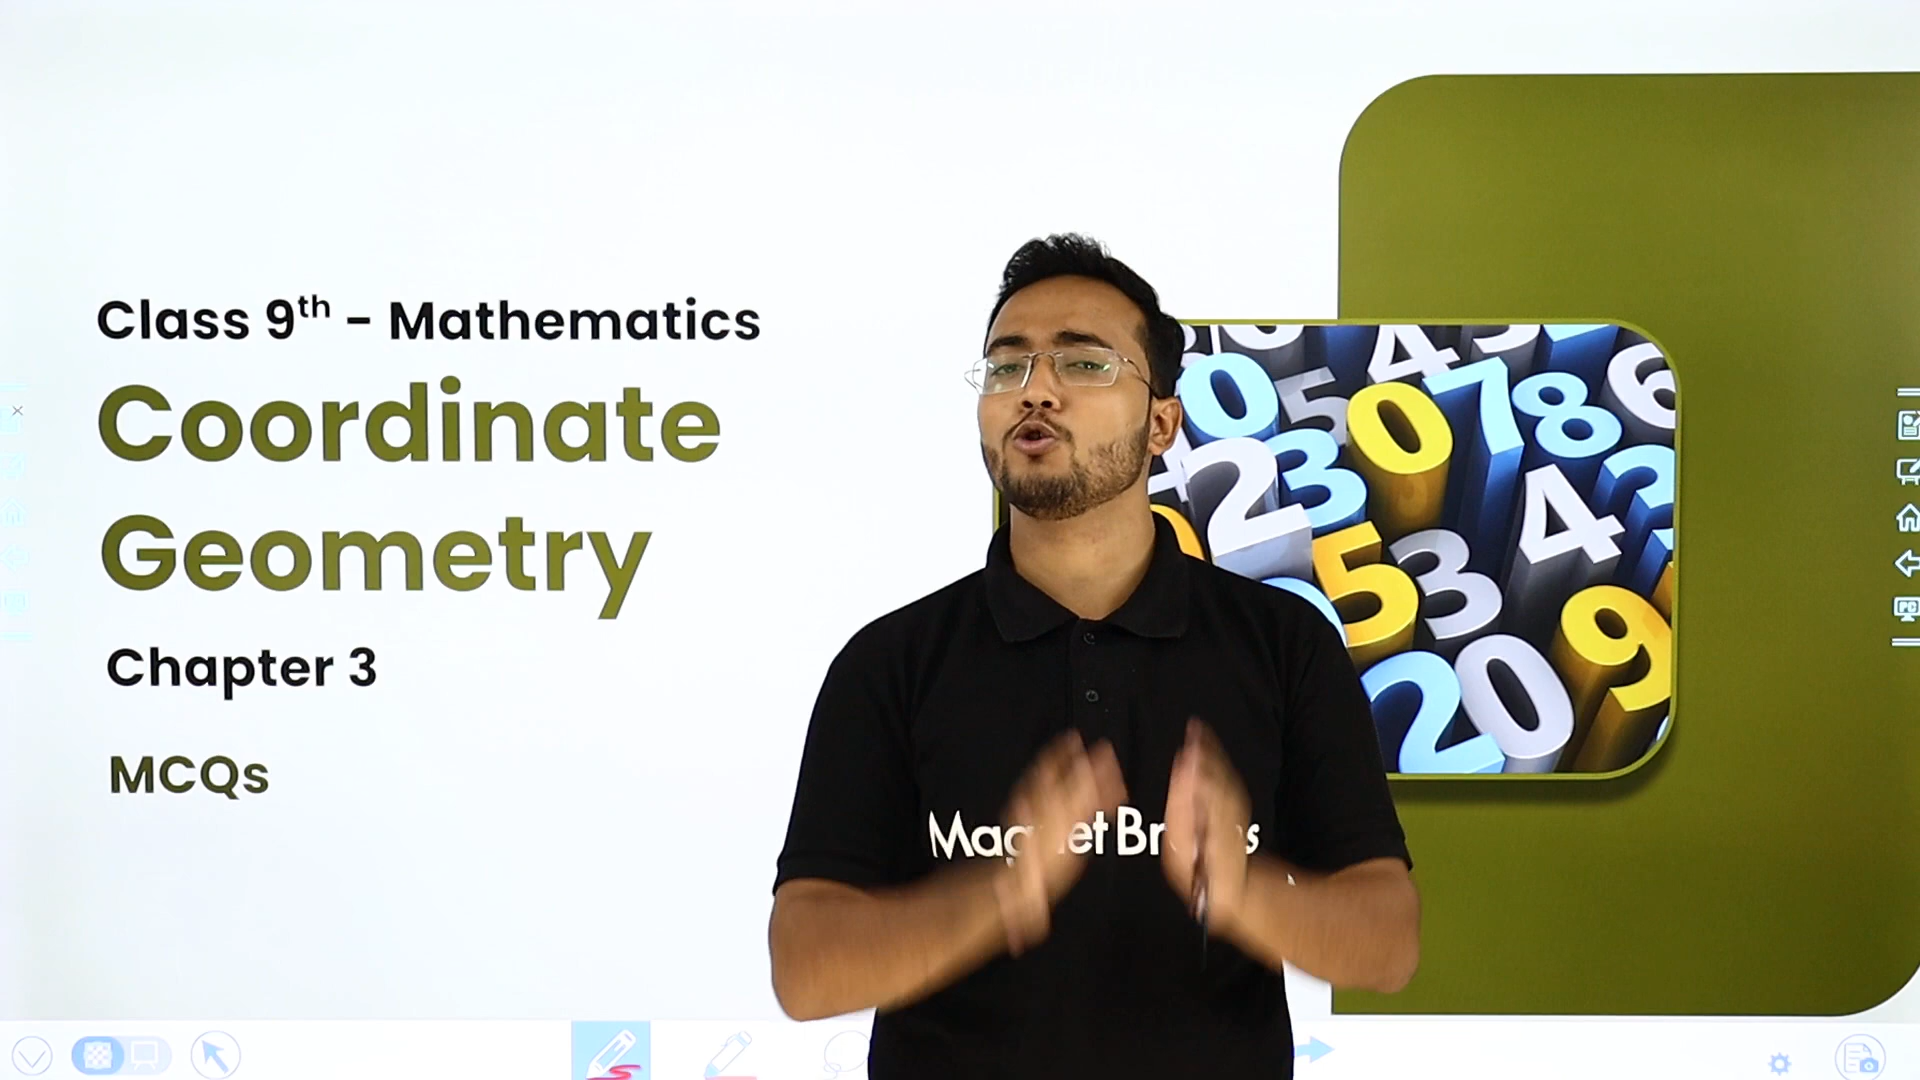 Class 9th - Mathematics
Coordinate
Geometry
Chapter 3
MCQs